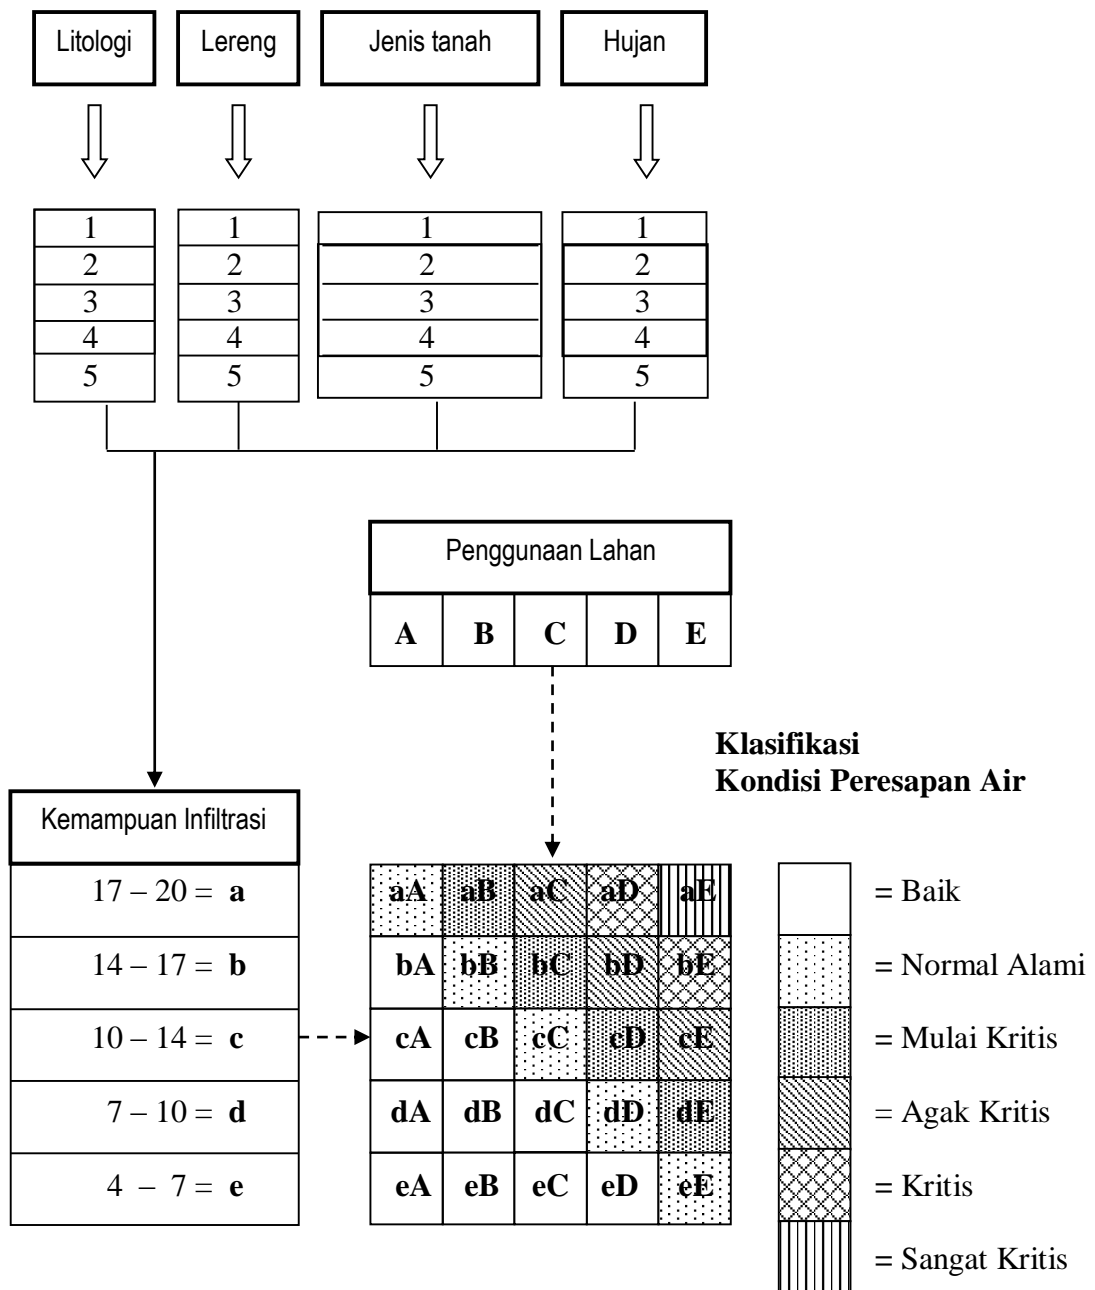 Litologi Lereng Jenis tanah Hujan
1 1 1 1
2 2 2 2
3 3 3 3
4 4 4 4
5 5 5 5
Penggunaan Lahan
A B C D E
Klasifikasi
Kondisi Peresapan Air
Kemampuan Infiltrasi
17 – 20 = a aA aB aC aD aE = Baik
14 – 17 = b bA bB bC bD bE = Normal Alami
10 – 14 = c cA cB cC cD cE = Mulai Kritis
7 – 10 = d dA dB dC dD dE = Agak Kritis
4 – 7 = e eA eB eC eD eE = Kritis
= Sangat Kritis